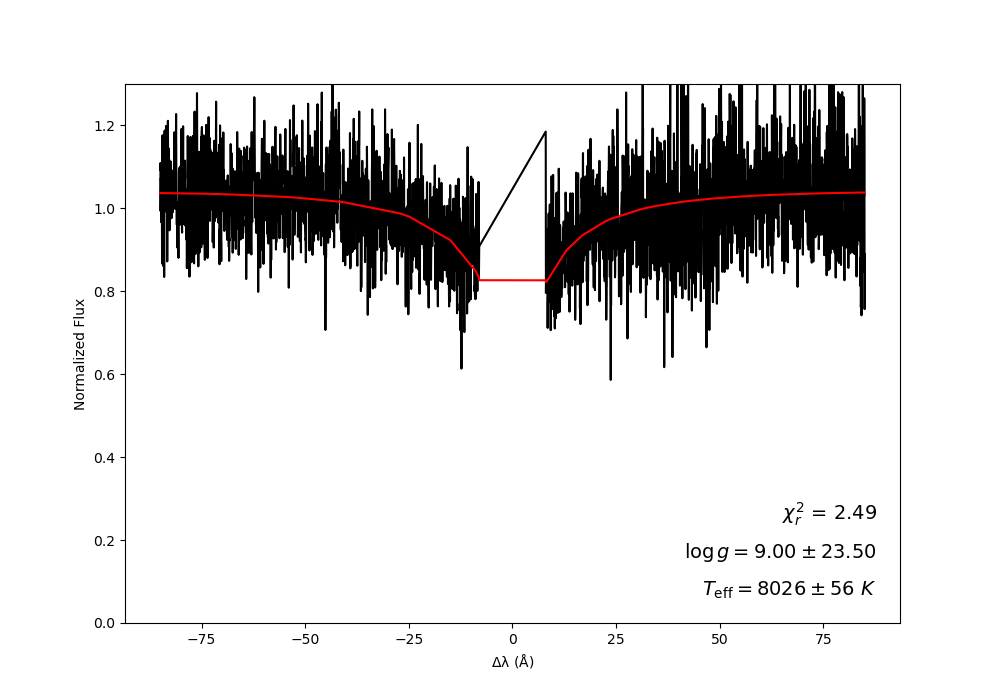 1.2
1.0
0.8
0.6
0.4
0.2
0.0
Normalized Flux
χ²ᵣ = 2.49
log g = 9.00 ± 23.50
T_eff = 8026 ± 56 K
−75 −50 −25 0 25 50 75
Δλ (Å)